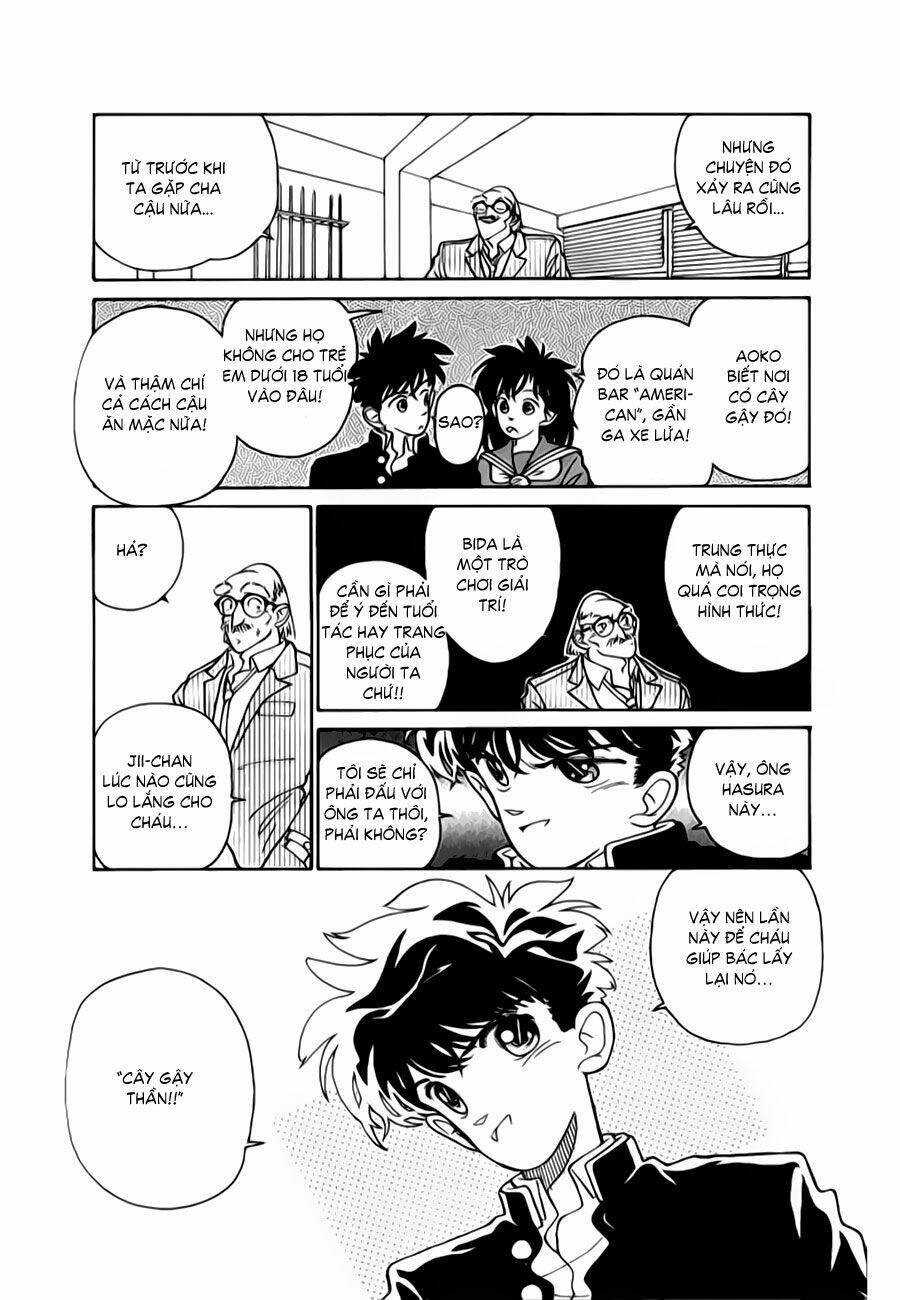 NHƯNG
CHUYỆN ĐÓ
XẢY RA CŨNG
LÂU RỒI...
TỪ TRƯỚC KHI
TA GẶP CHA
CẬU NỮA...
AOKO
BIẾT NƠI
CÓ CÂY
GẬY ĐÓ!
ĐÓ LÀ QUÁN
BAR “AMERI-
CAN”, GẦN
GA XE LỬA!
SAO?
NHƯNG HỌ
KHÔNG CHO TRẺ
EM DƯỚI 18 TUỔI
VÀO ĐÂU!
VÀ THẬM CHÍ
CẢ CÁCH CẬU
ĂN MẶC NỮA!
TRUNG THỰC
MÀ NÓI, HỌ
QUÁ COI TRỌNG
HÌNH THỨC!
BIDA LÀ
MỘT TRÒ
CHƠI GIẢI
TRÍ!
CẦN GÌ PHẢI
ĐỂ Ý ĐẾN TUỔI
TÁC HAY TRANG
PHỤC CỦA
NGƯỜI TA
CHỨ!!
VẬY, ÔNG
HASURA
NÀY...
TÔI SẼ CHỈ
PHẢI ĐẤU VỚI
ÔNG TA THÔI,
PHẢI KHÔNG?
HẢ?
JII-CHAN
LÚC NÀO CŨNG
LO LẮNG CHO
CHÁU...
VẬY NÊN LẦN
NÀY ĐỂ CHÁU
GIÚP BÁC LẤY
LẠI NÓ...
“CÂY GẬY
THẦN!!”